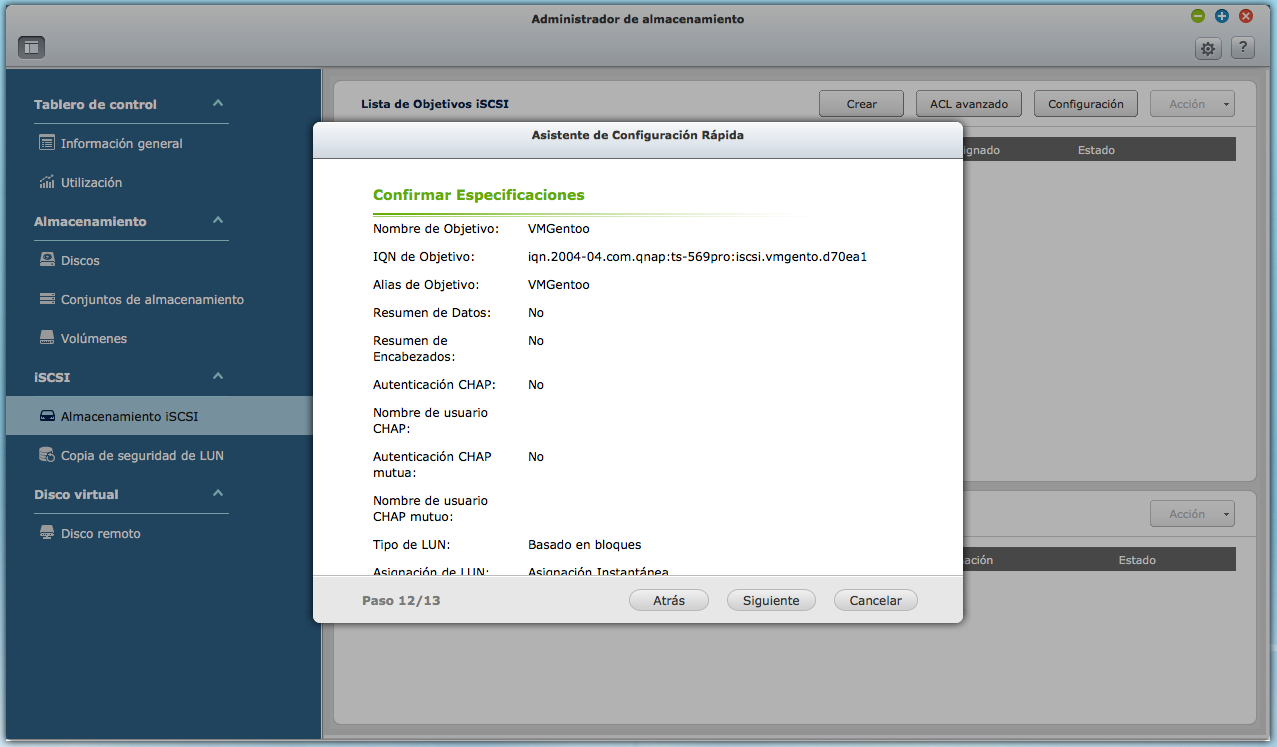 Administrador de almacenamiento
?
Tablero de control
Información general
Utilización
Almacenamiento
Discos
Conjuntos de almacenamiento
Volúmenes
iSCSI
Almacenamiento iSCSI
Copia de seguridad de LUN
Disco virtual
Disco remoto
Lista de Objetivos iSCSI
Crear
ACL avanzado
Configuración
Acción
ignado
Estado
Asistente de Configuración Rápida
Confirmar Especificaciones
Nombre de Objetivo: VMGentoo
IQN de Objetivo: iqn.2004-04.com.qnap:ts-569pro:iscsi.vmgento.d70ea1
Alias de Objetivo: VMGentoo
Resumen de Datos: No
Resumen de No
Encabezados:
Autenticación CHAP: No
Nombre de usuario
CHAP:
Autenticación CHAP No
mutua:
Nombre de usuario
CHAP mutuo:
Tipo de LUN: Basado en bloques
Asignación de LUN: Asignación Instantánea
Paso 12/13
Atrás
Siguiente
Cancelar
Acción
ación
Estado